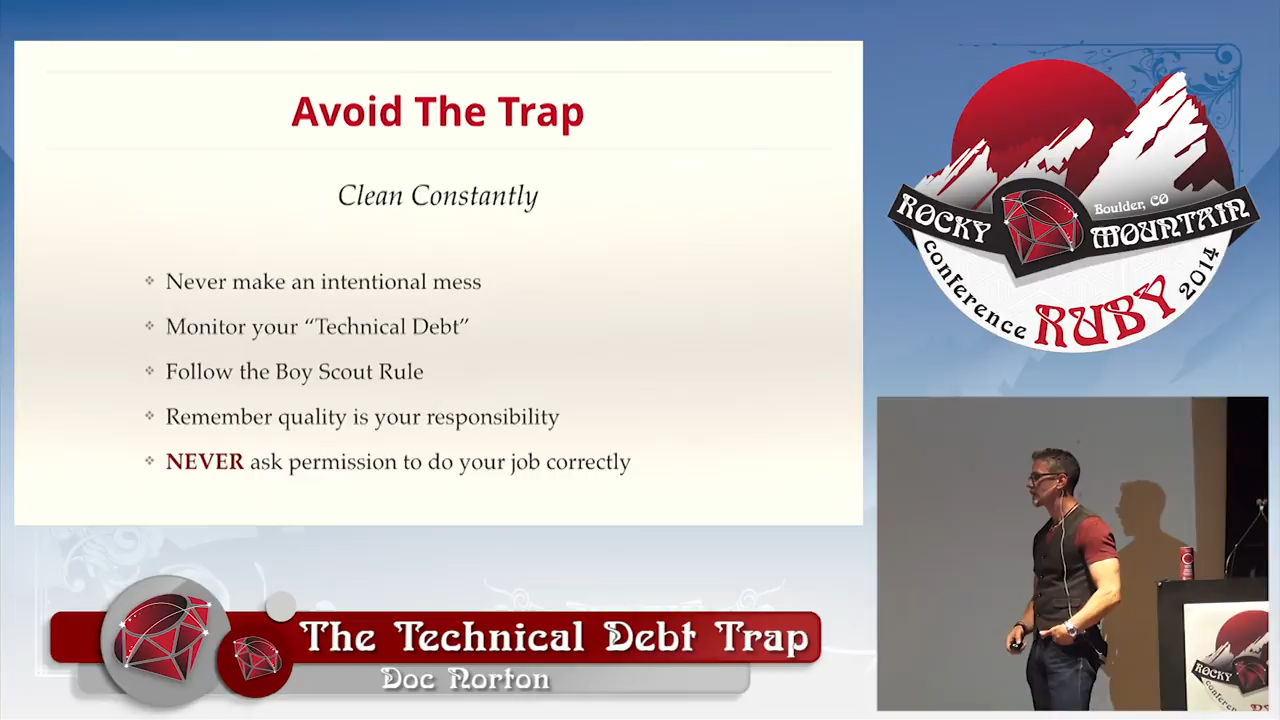 Avoid The Trap
Clean Constantly
Never make an intentional mess
Monitor your “Technical Debt”
Follow the Boy Scout Rule
Remember quality is your responsibility
NEVER ask permission to do your job correctly
Boulder, CO
ROCKY MOUNTAIN
conference RUBY 2014
The Technical Debt Trap
Doc Norton
ROCKY